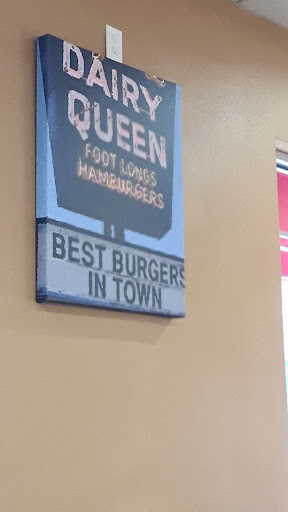 DAIRY
QUEEN
FOOT LONGS
HAMBURGERS
BEST BURGERS
IN TOWN